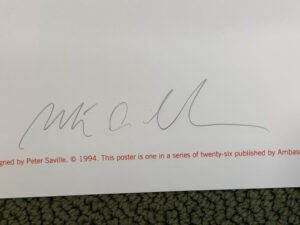 gned by Peter Saville. © 1994. This poster is one in a series of twenty-six published by Ambas